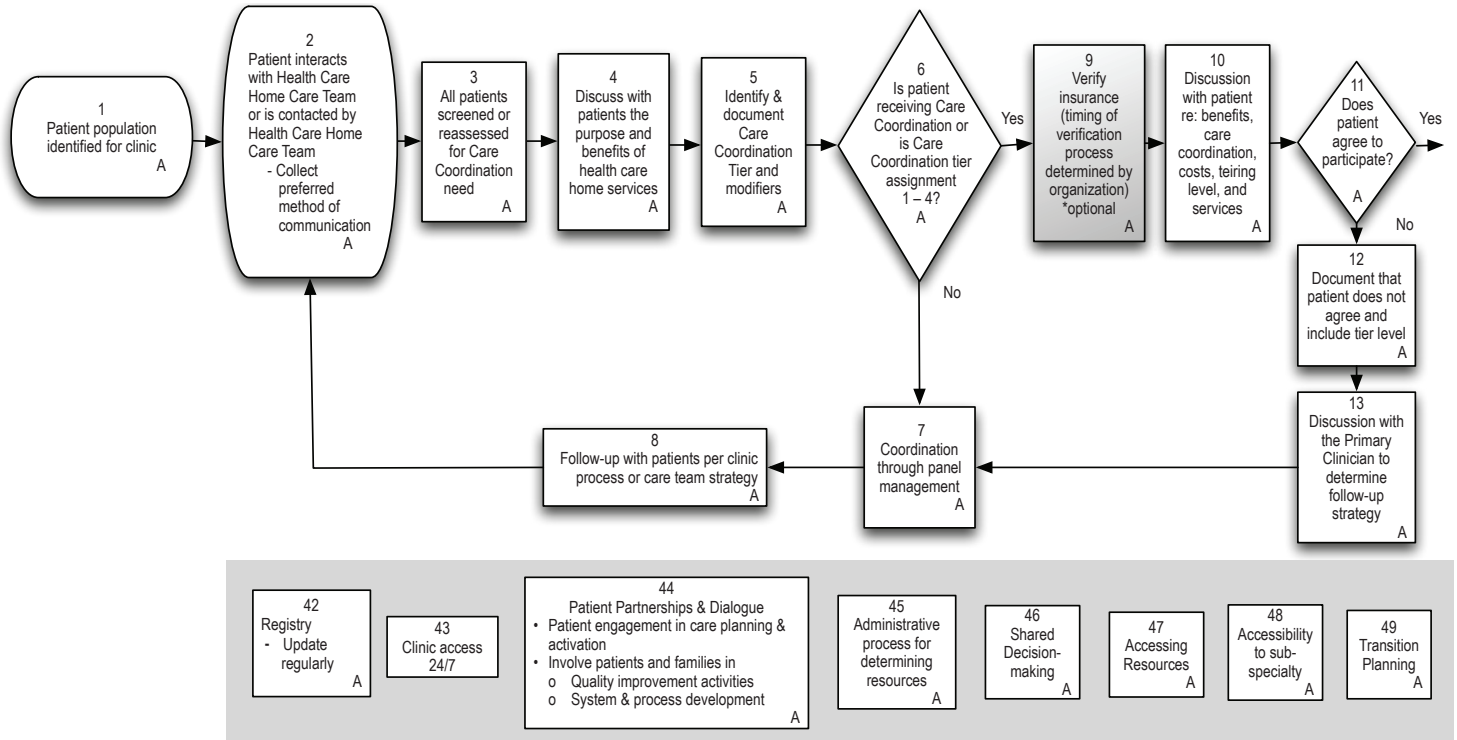 1
Patient population
identified for clinic
A
2
Patient interacts
with Health Care
Home Care Team
or is contacted by
Health Care Home
Care Team
- Collect
preferred
method of
communication
A
3
All patients
screened or
reassessed
for Care
Coordination
need
A
4
Discuss with
patients the
purpose and
benefits of
health care
home services
A
5
Identify &
document
Care
Coordination
Tier and
modifiers
A
6
Is patient
receiving Care
Coordination or
is Care
Coordination tier
assignment
1 – 4?
A
Yes
No
9
Verify
insurance
(timing of
verification
process
determined by
organization)
*optional
A
10
Discussion
with patient
re: benefits,
care
coordination,
costs, teiring
level, and
services
A
11
Does
patient
agree to
participate?
A
Yes
No
12
Document that
patient does not
agree and
include tier level
A
13
Discussion with
the Primary
Clinician to
determine
follow-up
strategy
A
7
Coordination
through panel
management
A
8
Follow-up with patients per clinic
process or care team strategy
A
42
Registry
- Update
regularly
A
43
Clinic access
24/7
44
Patient Partnerships & Dialogue
• Patient engagement in care planning &
activation
• Involve patients and families in
o Quality improvement activities
o System & process development
A
45
Administrative
process for
determining
resources
A
46
Shared
Decision-
making
A
47
Accessing
Resources
A
48
Accessibility
to sub-
specialty
A
49
Transition
Planning
A